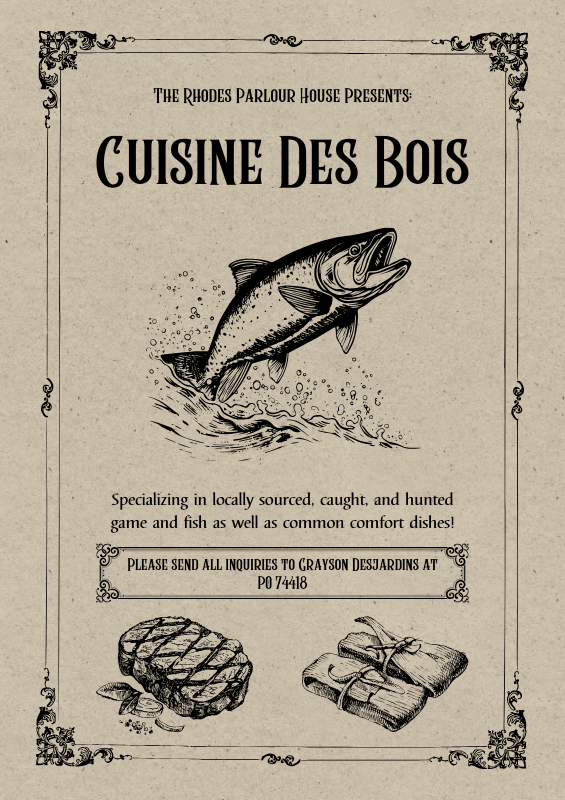 The Rhodes Parlour House Presents:
Cuisine Des Bois
Specializing in locally sourced, caught, and hunted
game and fish as well as common comfort dishes!
Please send all inquiries to Grayson Desjardins at
PO 74418